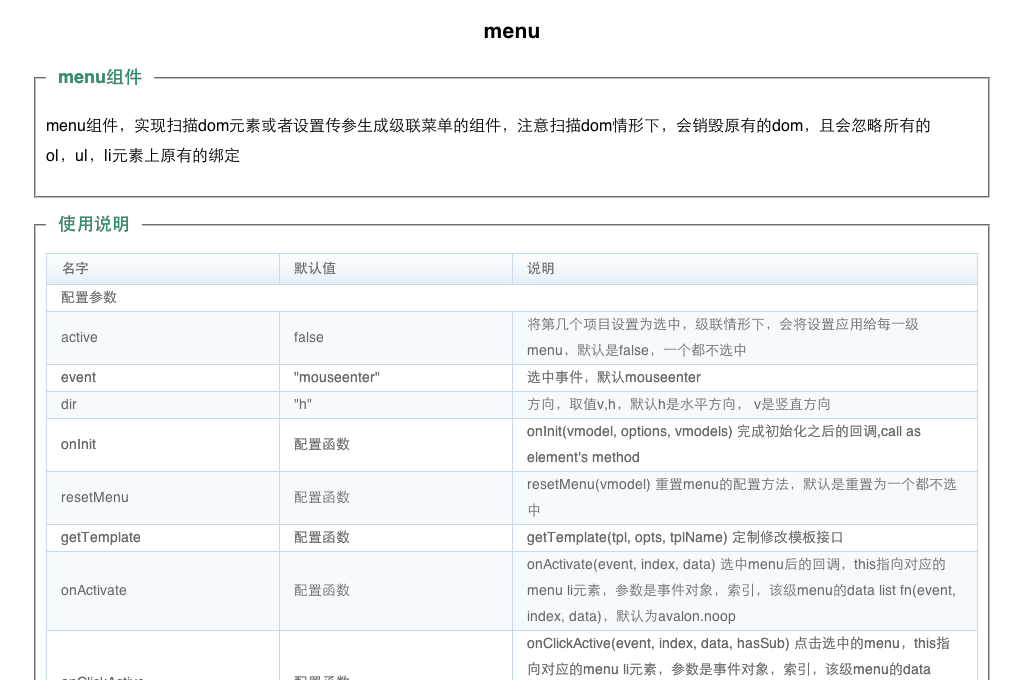 menu
menu组件
menu组件，实现扫描dom元素或者设置传参生成级联菜单的组件，注意扫描dom情形下，会销毁原有的dom，且会忽略所有的
ol，ul，li元素上原有的绑定
使用说明
名字 默认值 说明
配置参数
active false 将第几个项目设置为选中，级联情形下，会将设置应用给每一级
menu，默认是false，一个都不选中
event "mouseenter" 选中事件，默认mouseenter
dir "h" 方向，取值v,h，默认h是水平方向， v是竖直方向
onInit 配置函数 onInit(vmodel, options, vmodels) 完成初始化之后的回调,call as
element's method
resetMenu 配置函数 resetMenu(vmodel) 重置menu的配置方法，默认是重置为一个都不选
中
getTemplate 配置函数 getTemplate(tpl, opts, tplName) 定制修改模板接口
onActivate 配置函数 onActivate(event, index, data) 选中menu后的回调，this指向对应的
menu li元素，参数是事件对象，索引，该级menu的data list fn(event,
index, data)，默认为avalon.noop
onClickActive(event, index, data, hasSub) 点击选中的menu，this指
向对应的menu li元素，参数是事件对象，索引，该级menu的data
onClickActive 配置函数